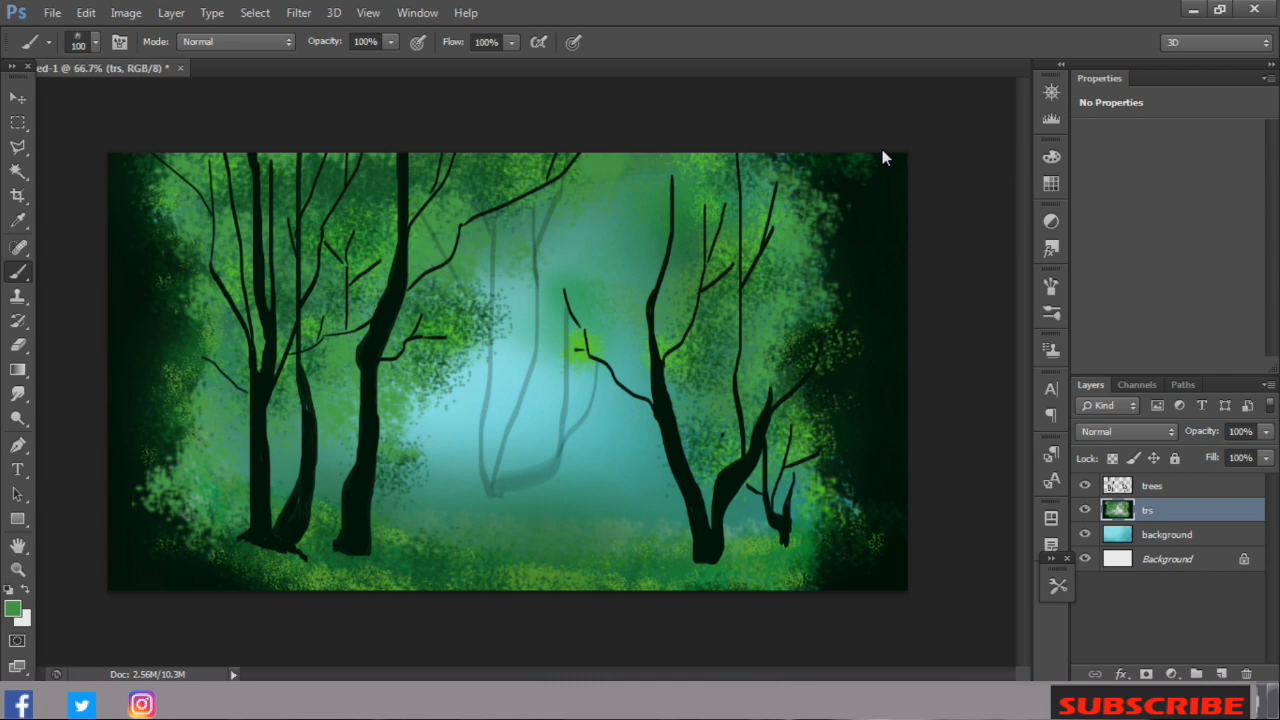 Ps File Edit Image Layer Type Select Filter 3D View Window Help
100 Mode: Normal Opacity: 100% Flow: 100% 3D
ed-1 @ 66.7% (trs, RGB/8) * ×
Properties
No Properties
Layers Channels Paths
Kind
Normal Opacity: 100%
Lock: Fill: 100%
trees
trs
background
Background
Doc: 2.56M/10.3M
SUBSCRIBE